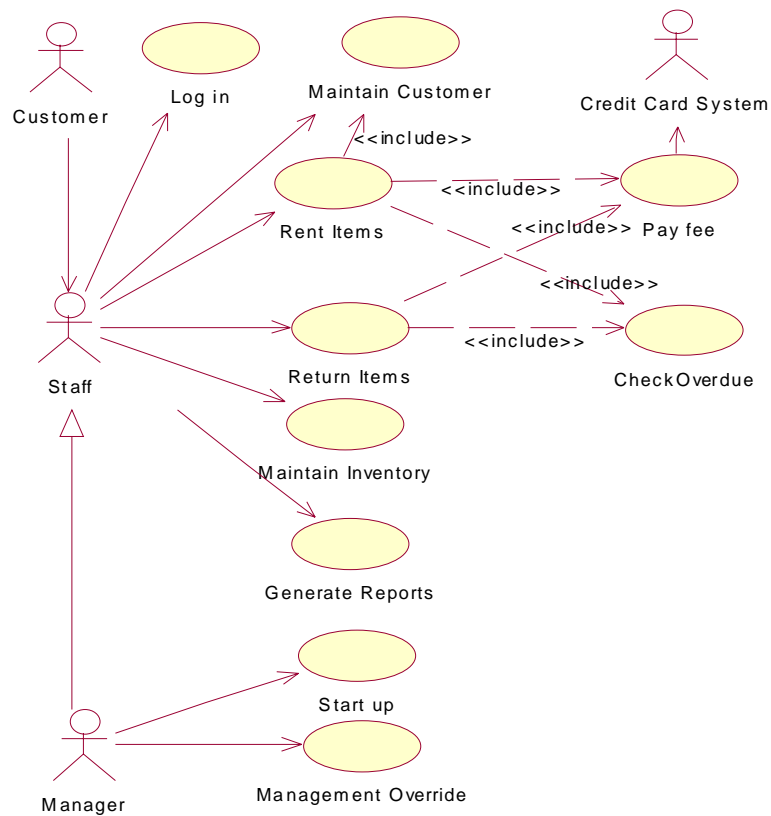 Customer
Log in
Maintain Customer
Credit Card System
<<include>>
Rent Items
<<include>>
Pay fee
<<include>>
<<include>>
Return Items
<<include>>
CheckOverdue
Staff
Maintain Inventory
Generate Reports
Start up
Management Override
Manager